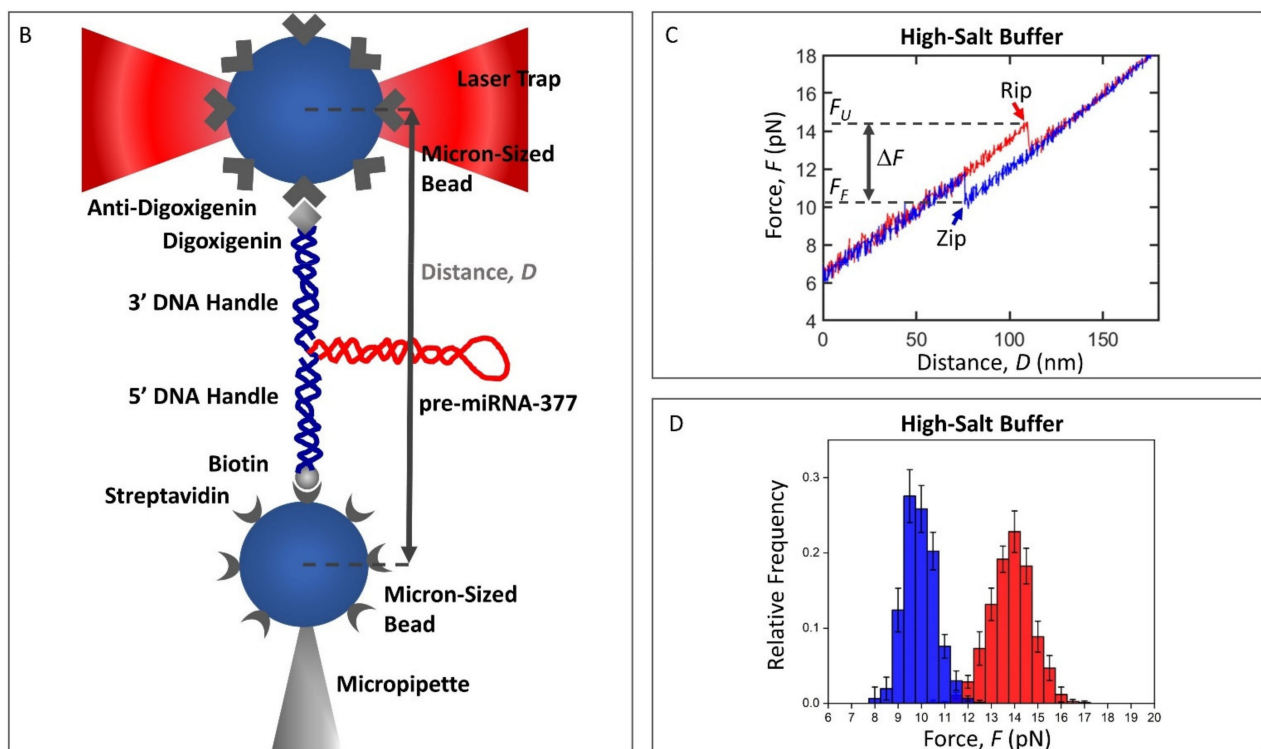 B
Laser Trap
Micron-Sized
Bead
Anti-Digoxigenin
Digoxigenin
Distance, D
3' DNA Handle
5' DNA Handle
pre-miRNA-377
Biotin
Streptavidin
Micron-Sized
Bead
Micropipette
C
High-Salt Buffer
Force, F (pN)
18
16
14
12
10
8
6
4
F_U
F_F
ΔF
Rip
Zip
0
50
100
150
Distance, D (nm)
D
High-Salt Buffer
Relative Frequency
0.3
0.2
0.1
0.0
6 7 8 9 10 11 12 13 14 15 16 17 18 19 20
Force, F (pN)